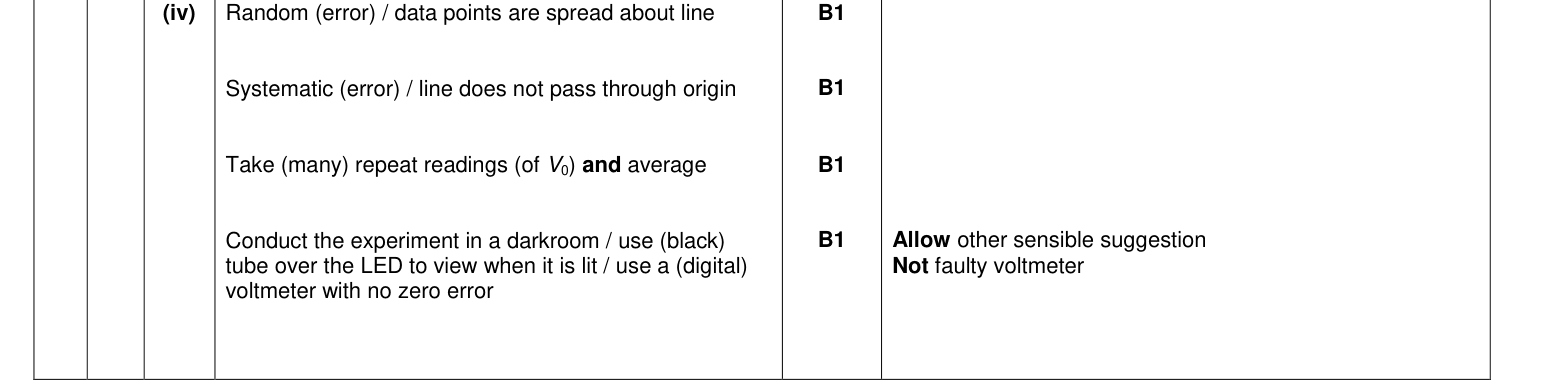 (iv) Random (error) / data points are spread about line B1
Systematic (error) / line does not pass through origin B1
Take (many) repeat readings (of V₀) and average B1
Conduct the experiment in a darkroom / use (black) B1 Allow other sensible suggestion
tube over the LED to view when it is lit / use a (digital) Not faulty voltmeter
voltmeter with no zero error